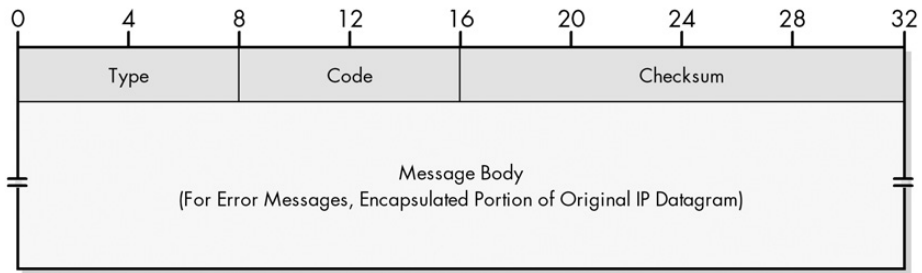 0 4 8 12 16 20 24 28 32
Type Code Checksum
Message Body
(For Error Messages, Encapsulated Portion of Original IP Datagram)